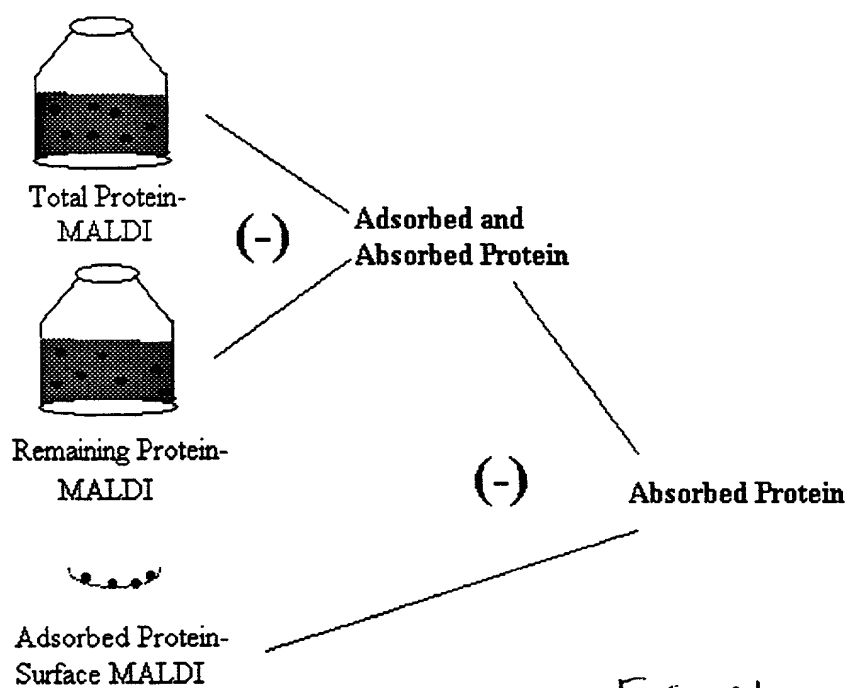 Total Protein-
MALDI
(-)
Adsorbed and
Absorbed Protein
Remaining Protein-
MALDI
(-)
Absorbed Protein
Adsorbed Protein-
Surface MALDI